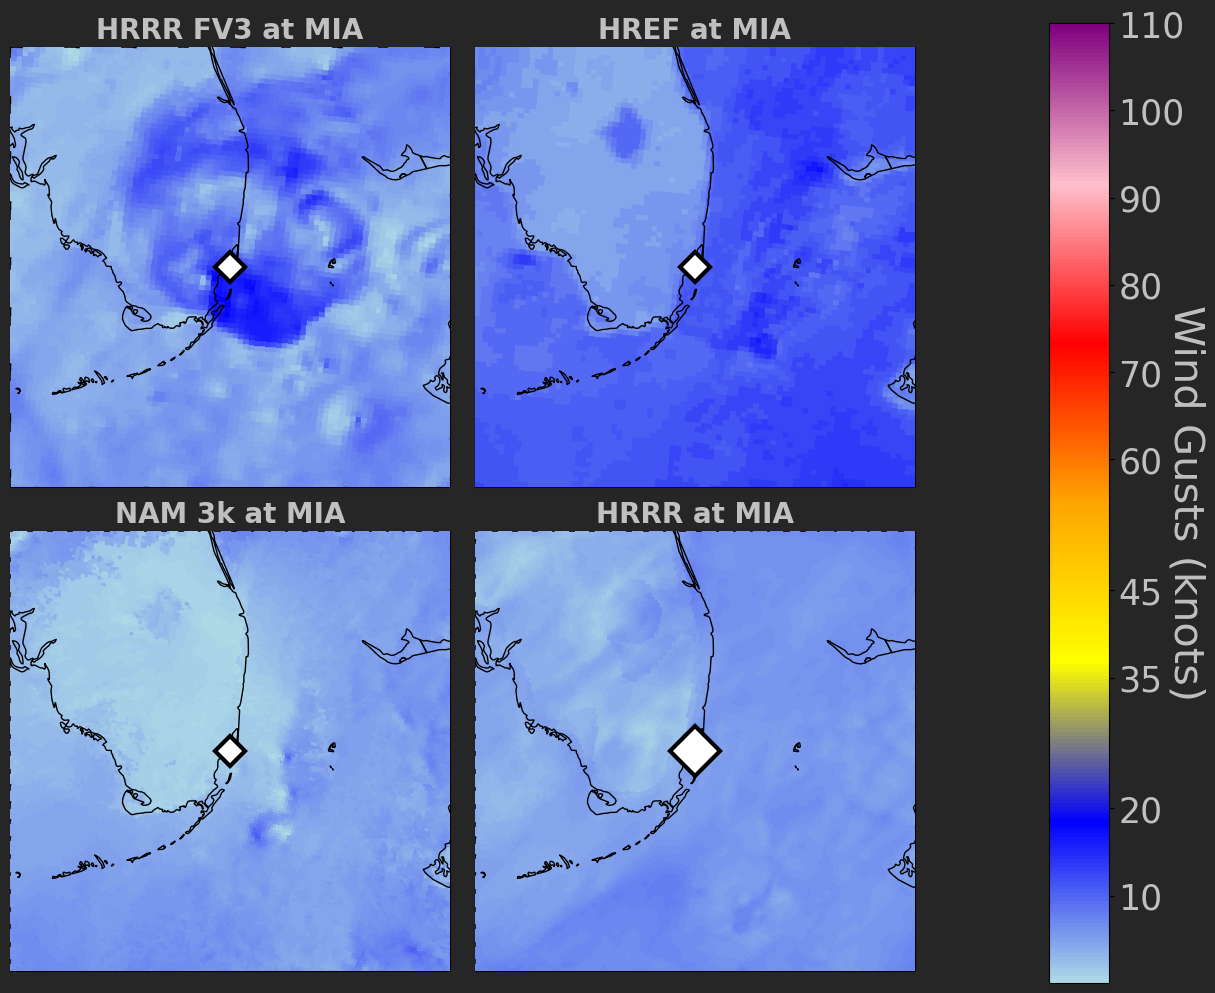 HRRR FV3 at MIA
HREF at MIA
NAM 3k at MIA
HRRR at MIA
110
100
90
80
70
60
45
35
20
10
Wind Gusts (knots)